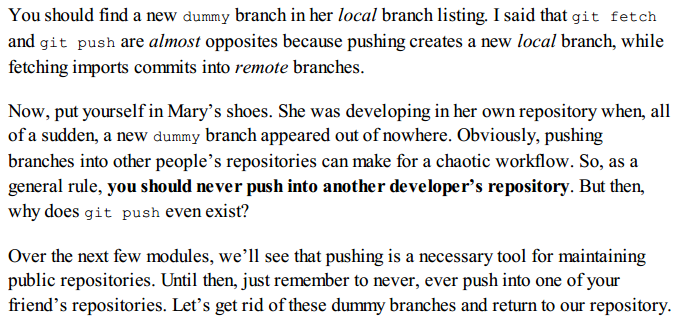 You should find a new dummy branch in her local branch listing. I said that git fetch
and git push are almost opposites because pushing creates a new local branch, while
fetching imports commits into remote branches.
Now, put yourself in Mary’s shoes. She was developing in her own repository when, all
of a sudden, a new dummy branch appeared out of nowhere. Obviously, pushing
branches into other people’s repositories can make for a chaotic workflow. So, as a
general rule, you should never push into another developer’s repository. But then,
why does git push even exist?
Over the next few modules, we’ll see that pushing is a necessary tool for maintaining
public repositories. Until then, just remember to never, ever push into one of your
friend’s repositories. Let’s get rid of these dummy branches and return to our repository.